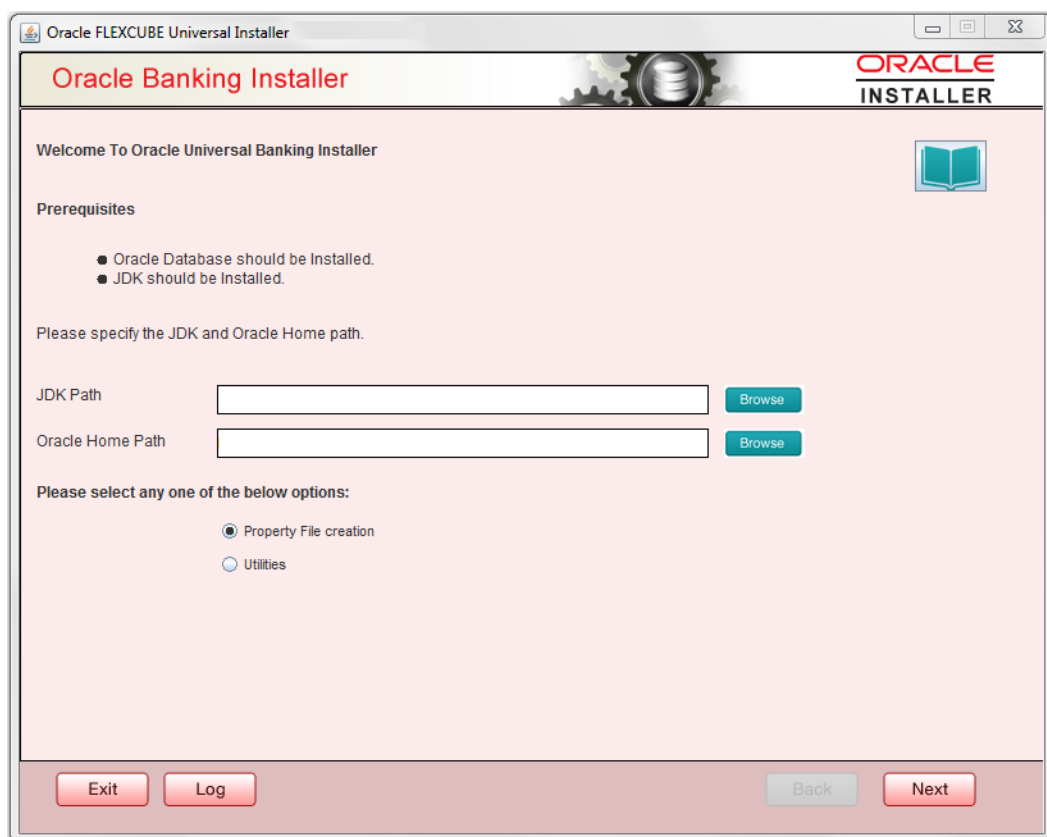 Oracle FLEXCUBE Universal Installer
Oracle Banking Installer
ORACLE
INSTALLER
Welcome To Oracle Universal Banking Installer
Prerequisites
Oracle Database should be Installed.
JDK should be Installed.
Please specify the JDK and Oracle Home path.
JDK Path
Browse
Oracle Home Path
Browse
Please select any one of the below options:
Property File creation
Utilities
Exit
Log
Back
Next